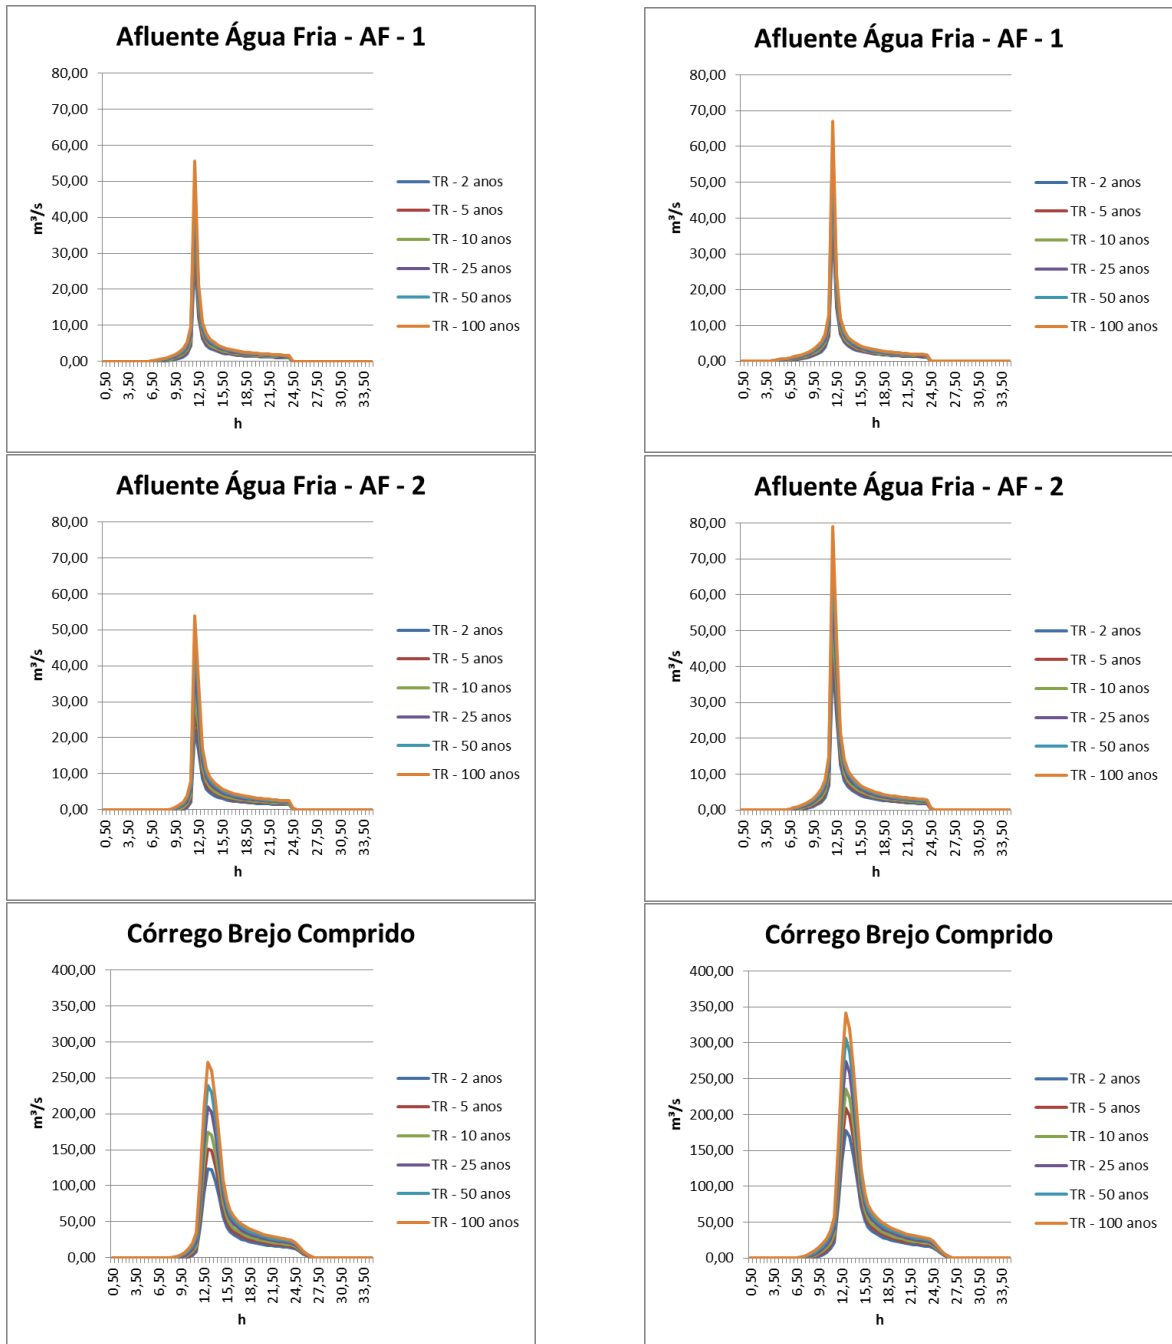 Afluente Água Fria - AF - 1
80,00
70,00
60,00
50,00
40,00
30,00
20,00
10,00
0,00
m³/s
0,50
3,50
6,50
9,50
12,50
15,50
18,50
21,50
24,50
27,50
30,50
33,50
h
TR - 2 anos
TR - 5 anos
TR - 10 anos
TR - 25 anos
TR - 50 anos
TR - 100 anos
Afluente Água Fria - AF - 1
80,00
70,00
60,00
50,00
40,00
30,00
20,00
10,00
0,00
m³/s
0,50
3,50
6,50
9,50
12,50
15,50
18,50
21,50
24,50
27,50
30,50
33,50
h
TR - 2 anos
TR - 5 anos
TR - 10 anos
TR - 25 anos
TR - 50 anos
TR - 100 anos
Afluente Água Fria - AF - 2
80,00
70,00
60,00
50,00
40,00
30,00
20,00
10,00
0,00
m³/s
0,50
3,50
6,50
9,50
12,50
15,50
18,50
21,50
24,50
27,50
30,50
33,50
h
TR - 2 anos
TR - 5 anos
TR - 10 anos
TR - 25 anos
TR - 50 anos
TR - 100 anos
Afluente Água Fria - AF - 2
80,00
70,00
60,00
50,00
40,00
30,00
20,00
10,00
0,00
m³/s
0,50
3,50
6,50
9,50
12,50
15,50
18,50
21,50
24,50
27,50
30,50
33,50
h
TR - 2 anos
TR - 5 anos
TR - 10 anos
TR - 25 anos
TR - 50 anos
TR - 100 anos
Córrego Brejo Comprido
400,00
350,00
300,00
250,00
200,00
150,00
100,00
50,00
0,00
m³/s
0,50
3,50
6,50
9,50
12,50
15,50
18,50
21,50
24,50
27,50
30,50
33,50
h
TR - 2 anos
TR - 5 anos
TR - 10 anos
TR - 25 anos
TR - 50 anos
TR - 100 anos
Córrego Brejo Comprido
400,00
350,00
300,00
250,00
200,00
150,00
100,00
50,00
0,00
m³/s
0,50
3,50
6,50
9,50
12,50
15,50
18,50
21,50
24,50
27,50
30,50
33,50
h
TR - 2 anos
TR - 5 anos
TR - 10 anos
TR - 25 anos
TR - 50 anos
TR - 100 anos